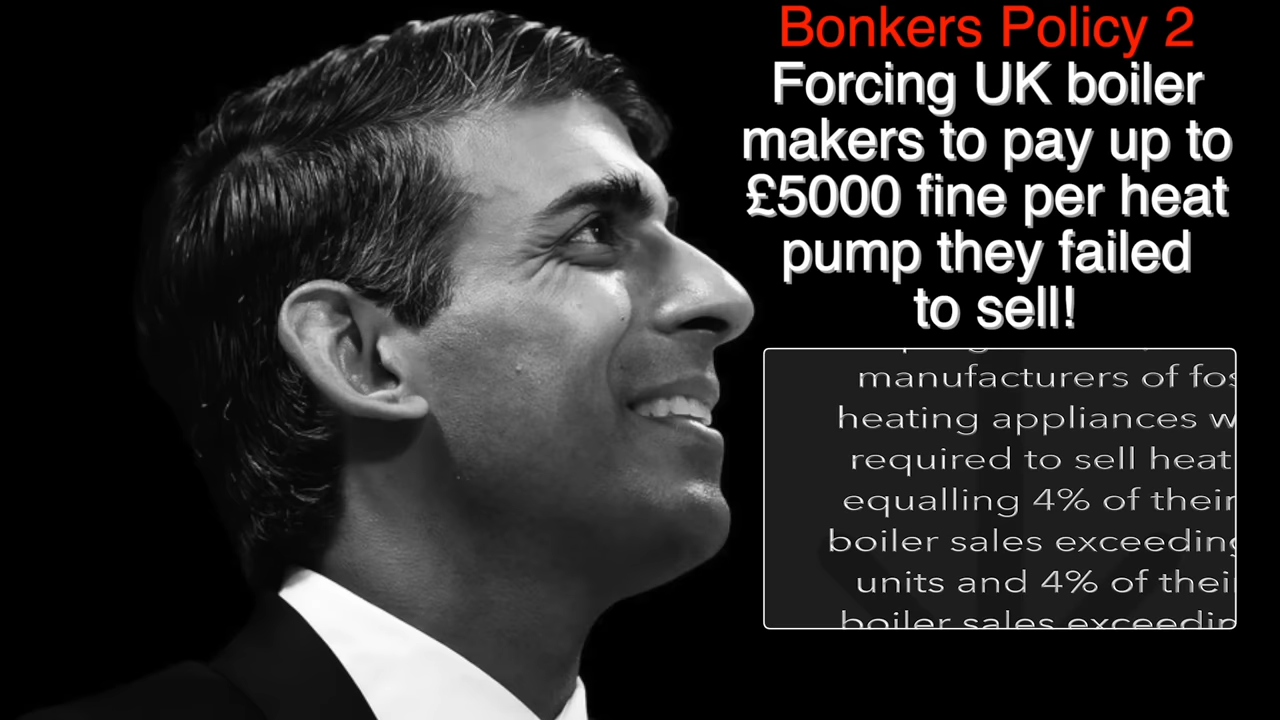 Bonkers Policy 2
Forcing UK boiler
makers to pay up to
£5000 fine per heat
pump they failed
to sell!
manufacturers of
heating appliances
required to sell heat
equalling 4% of their
boiler sales
units and 4% of
boiler sales